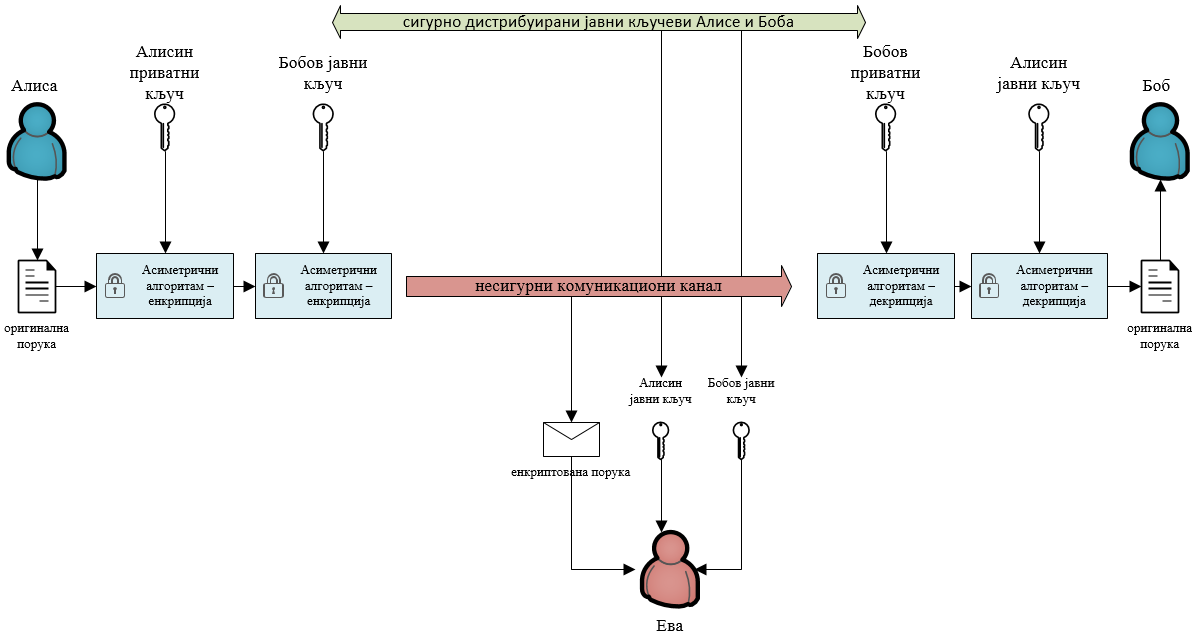 сигурно дистрибуирани јавни кључеви Алисе и Боба
Алиса
Алисин
приватни
кључ
Бобов јавни
кључ
Бобов
приватни
кључ
Алисин
јавни кључ
Боб
Асиметрични
алгоритам –
енкрипција
Асиметрични
алгоритам –
енкрипција
несигурни комуникациони канал
Асиметрични
алгоритам –
декрипција
Асиметрични
алгоритам –
декрипција
оригинална
порука
оригинална
порука
Алисин
јавни кључ
Бобов јавни
кључ
енкриптована порука
Ева